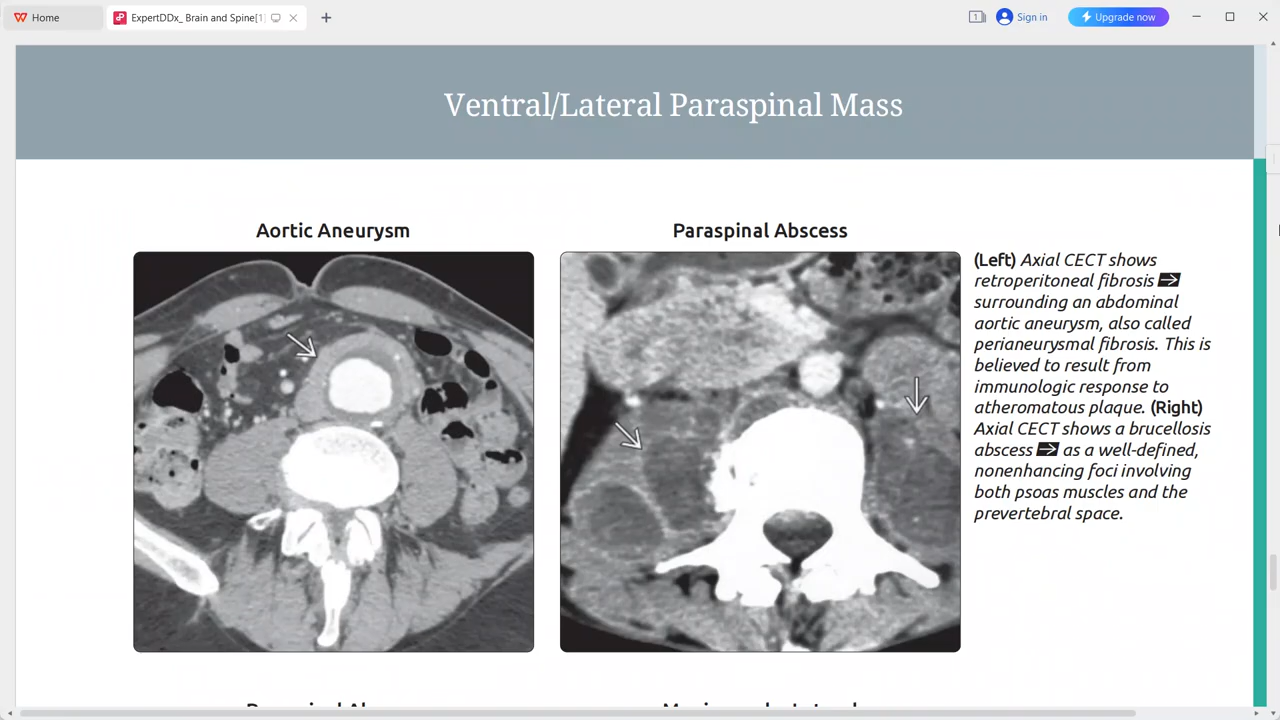 Home
ExpertDDx_ Brain and Spine[1]
1
Sign in
Upgrade now
Ventral/Lateral Paraspinal Mass
Aortic Aneurysm
Paraspinal Abscess
(Left) Axial CECT shows
retroperitoneal fibrosis
surrounding an abdominal
aortic aneurysm, also called
perianeurysmal fibrosis. This is
believed to result from
immunologic response to
atheromatous plaque. (Right)
Axial CECT shows a brucellosis
abscess as a well-defined,
nonenhancing foci involving
both psoas muscles and the
prevertebral space.